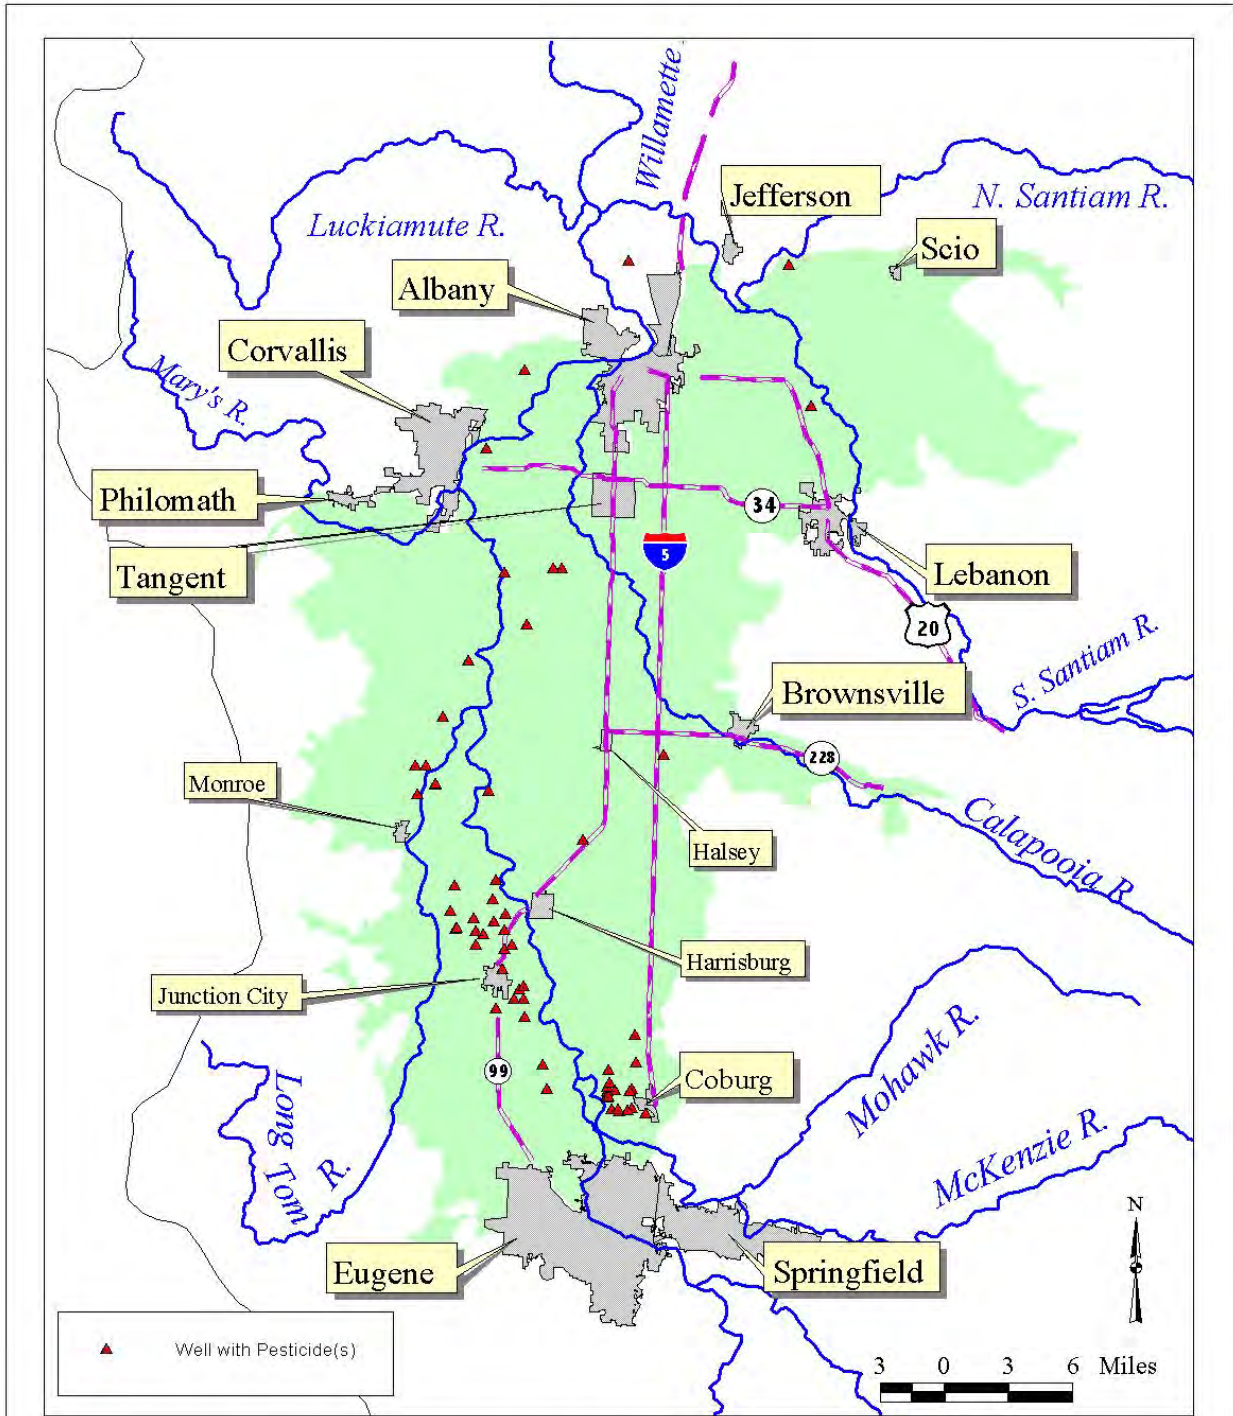 Willamette
Jefferson
N. Santiam R.
Luckiamute R.
Scio
Albany
Corvallis
Mary's R.
Philomath
34
Tangent
5
Lebanon
20
S. Santiam R.
Brownsville
228
Monroe
Halsey
Calapooia R
Harrisburg
Junction City
Mohawk R.
99
Coburg
Long Tom R.
McKenzie R.
N
Eugene
Springfield
Well with Pesticide(s)
3 0 3 6 Miles